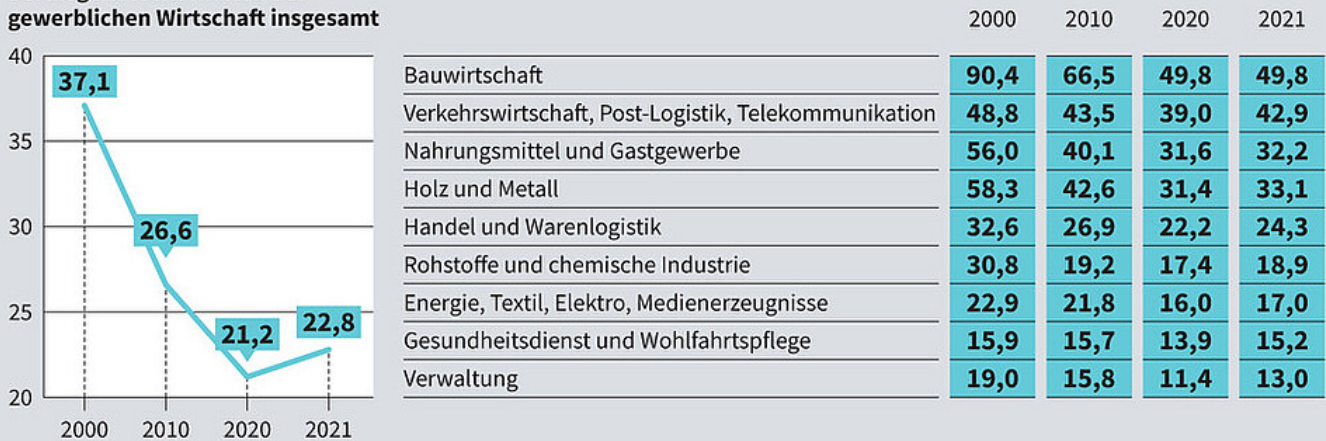 gewerblichen Wirtschaft insgesamt
40
35
30
25
20
37,1
26,6
21,2
22,8
2000 2010 2020 2021
2000 2010 2020 2021
Bauwirtschaft 90,4 66,5 49,8 49,8
Verkehrswirtschaft, Post-Logistik, Telekommunikation 48,8 43,5 39,0 42,9
Nahrungsmittel und Gastgewerbe 56,0 40,1 31,6 32,2
Holz und Metall 58,3 42,6 31,4 33,1
Handel und Warenlogistik 32,6 26,9 22,2 24,3
Rohstoffe und chemische Industrie 30,8 19,2 17,4 18,9
Energie, Textil, Elektro, Medienerzeugnisse 22,9 21,8 16,0 17,0
Gesundheitsdienst und Wohlfahrtspflege 15,9 15,7 13,9 15,2
Verwaltung 19,0 15,8 11,4 13,0